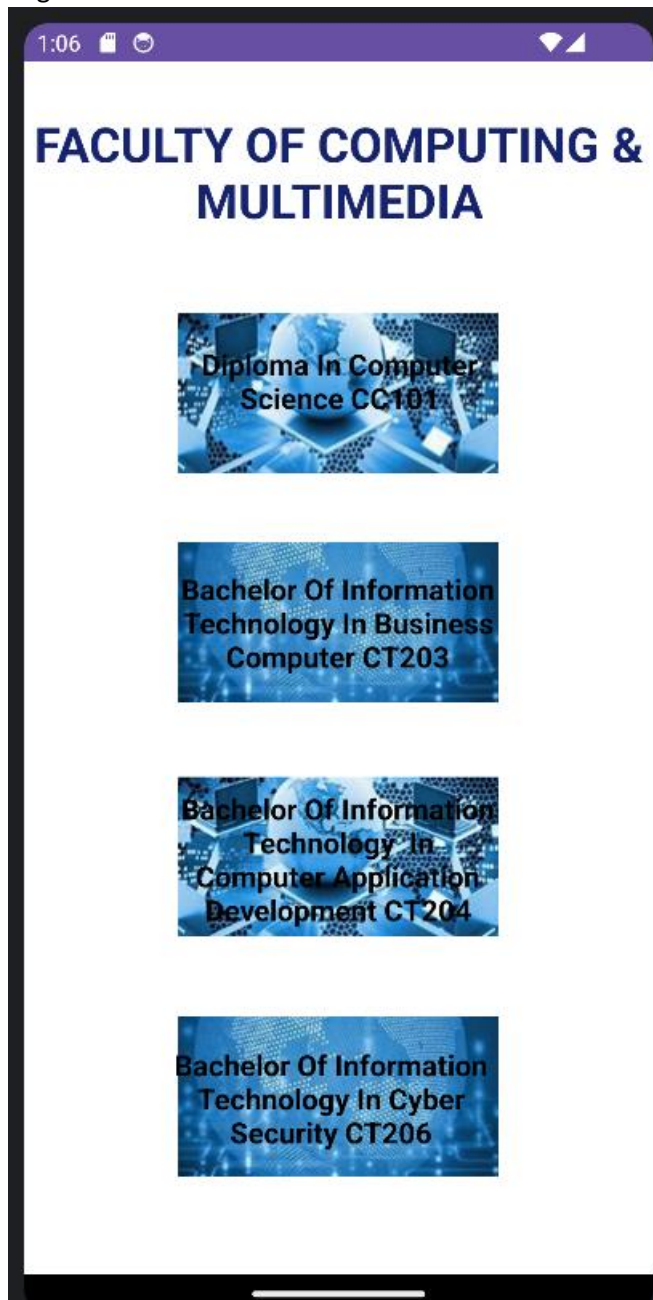 1:06
FACULTY OF COMPUTING &
MULTIMEDIA
Diploma In Computer
Science CC101
Bachelor Of Information
Technology In Business
Computer CT203
Bachelor Of Information
Technology In
Computer Application
Development CT204
Bachelor Of Information
Technology In Cyber
Security CT206